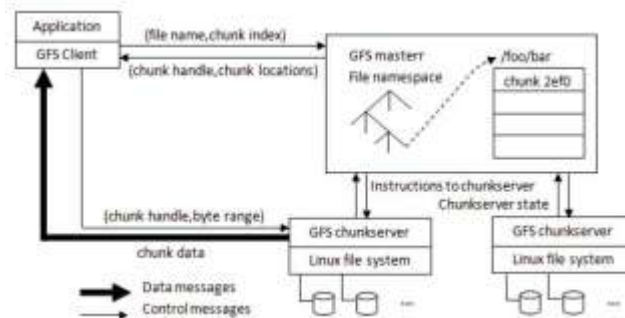 Application
GFS Client
(file name,chunk index)
(chunk handle,chunk locations)
GFS masterr
File namespace
/foo/bar
chunk 2ef0
Instructions to chunkserver
Chunkserver state
(chunk handle,byte range)
chunk data
GFS chunkserver
Linux file system
GFS chunkserver
Linux file system
Data messages
Control messages